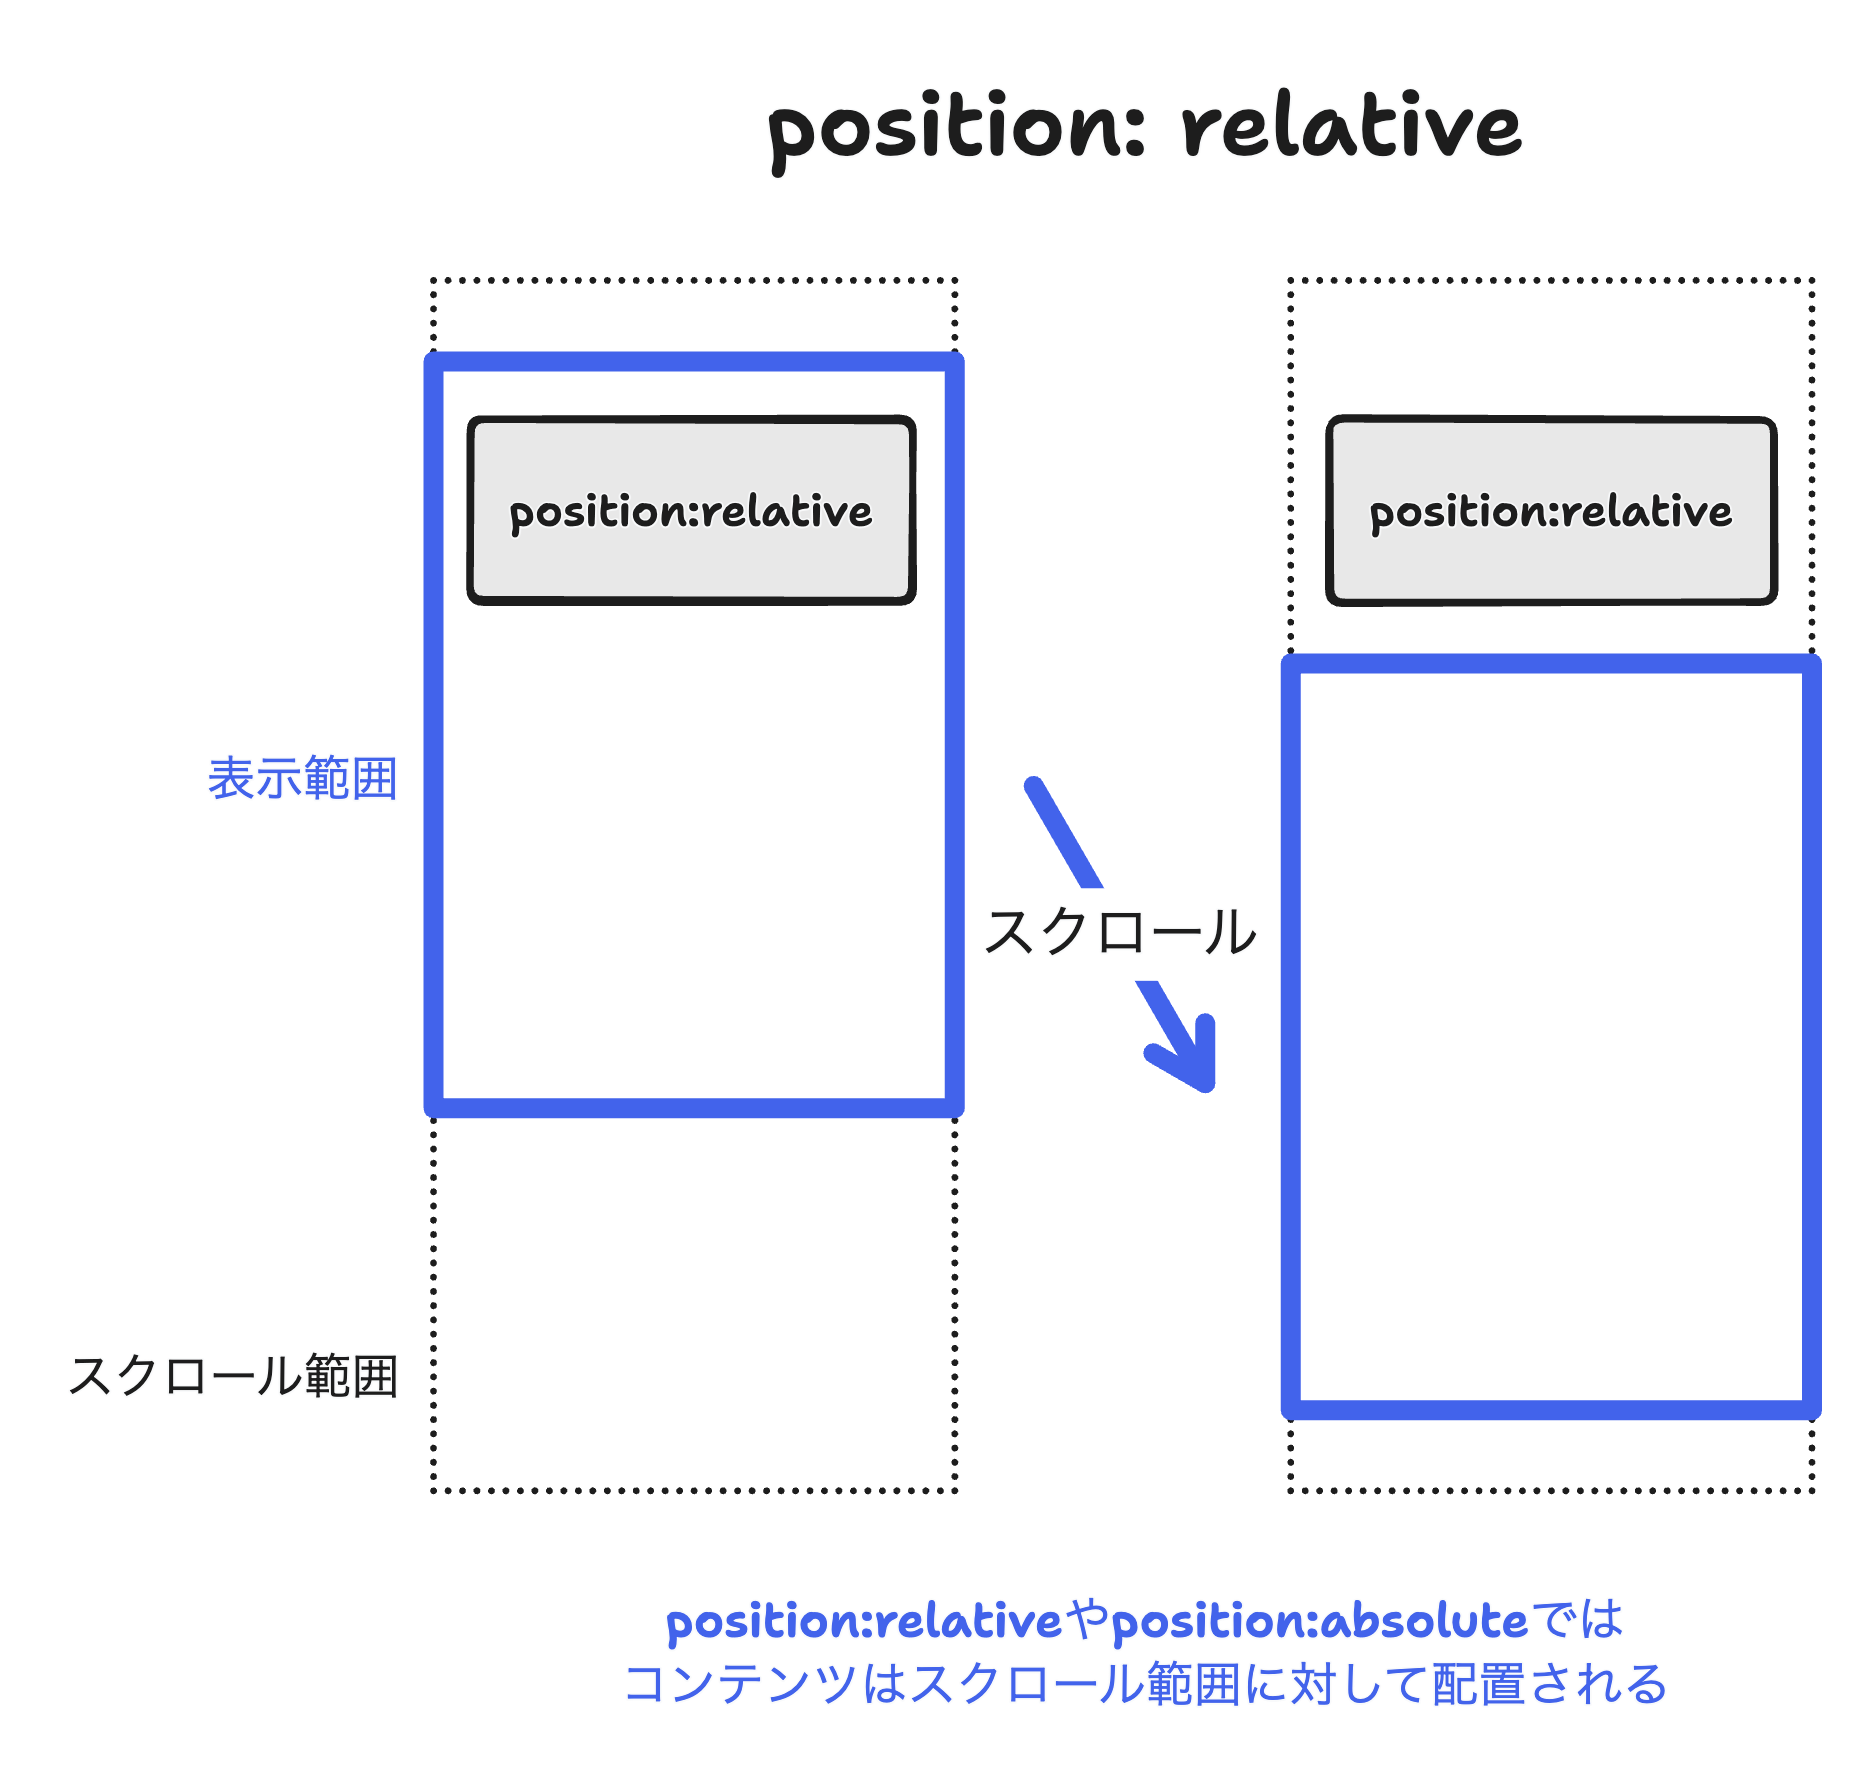 position: relative
position:relative
position:relative
表示範囲
スクロール
スクロール範囲
position:relativeやposition:absoluteでは
コンテンツはスクロール範囲に対して配置される